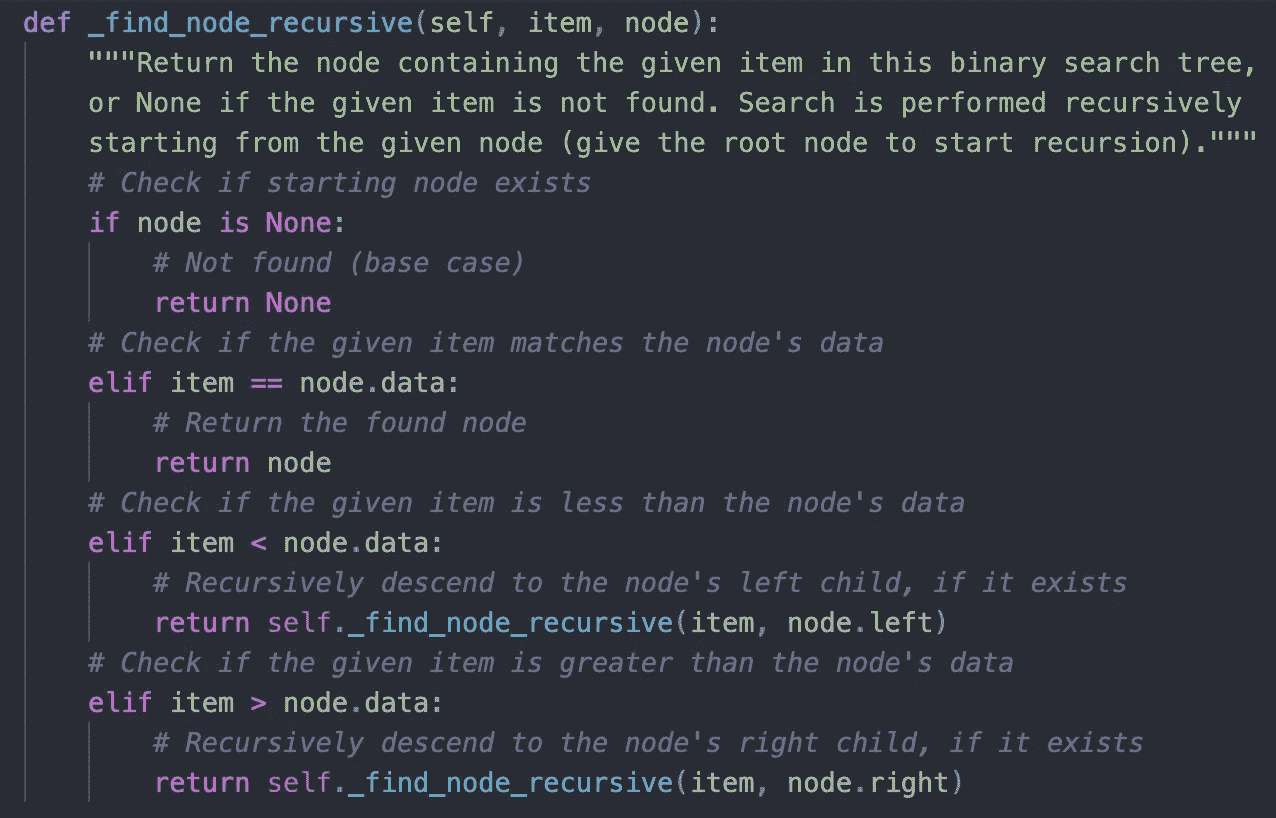 def _find_node_recursive(self, item, node):
    """Return the node containing the given item in this binary search tree,
    or None if the given item is not found. Search is performed recursively
    starting from the given node (give the root node to start recursion)."""
    # Check if starting node exists
    if node is None:
        # Not found (base case)
        return None
    # Check if the given item matches the node's data
    elif item == node.data:
        # Return the found node
        return node
    # Check if the given item is less than the node's data
    elif item < node.data:
        # Recursively descend to the node's left child, if it exists
        return self._find_node_recursive(item, node.left)
    # Check if the given item is greater than the node's data
    elif item > node.data:
        # Recursively descend to the node's right child, if it exists
        return self._find_node_recursive(item, node.right)